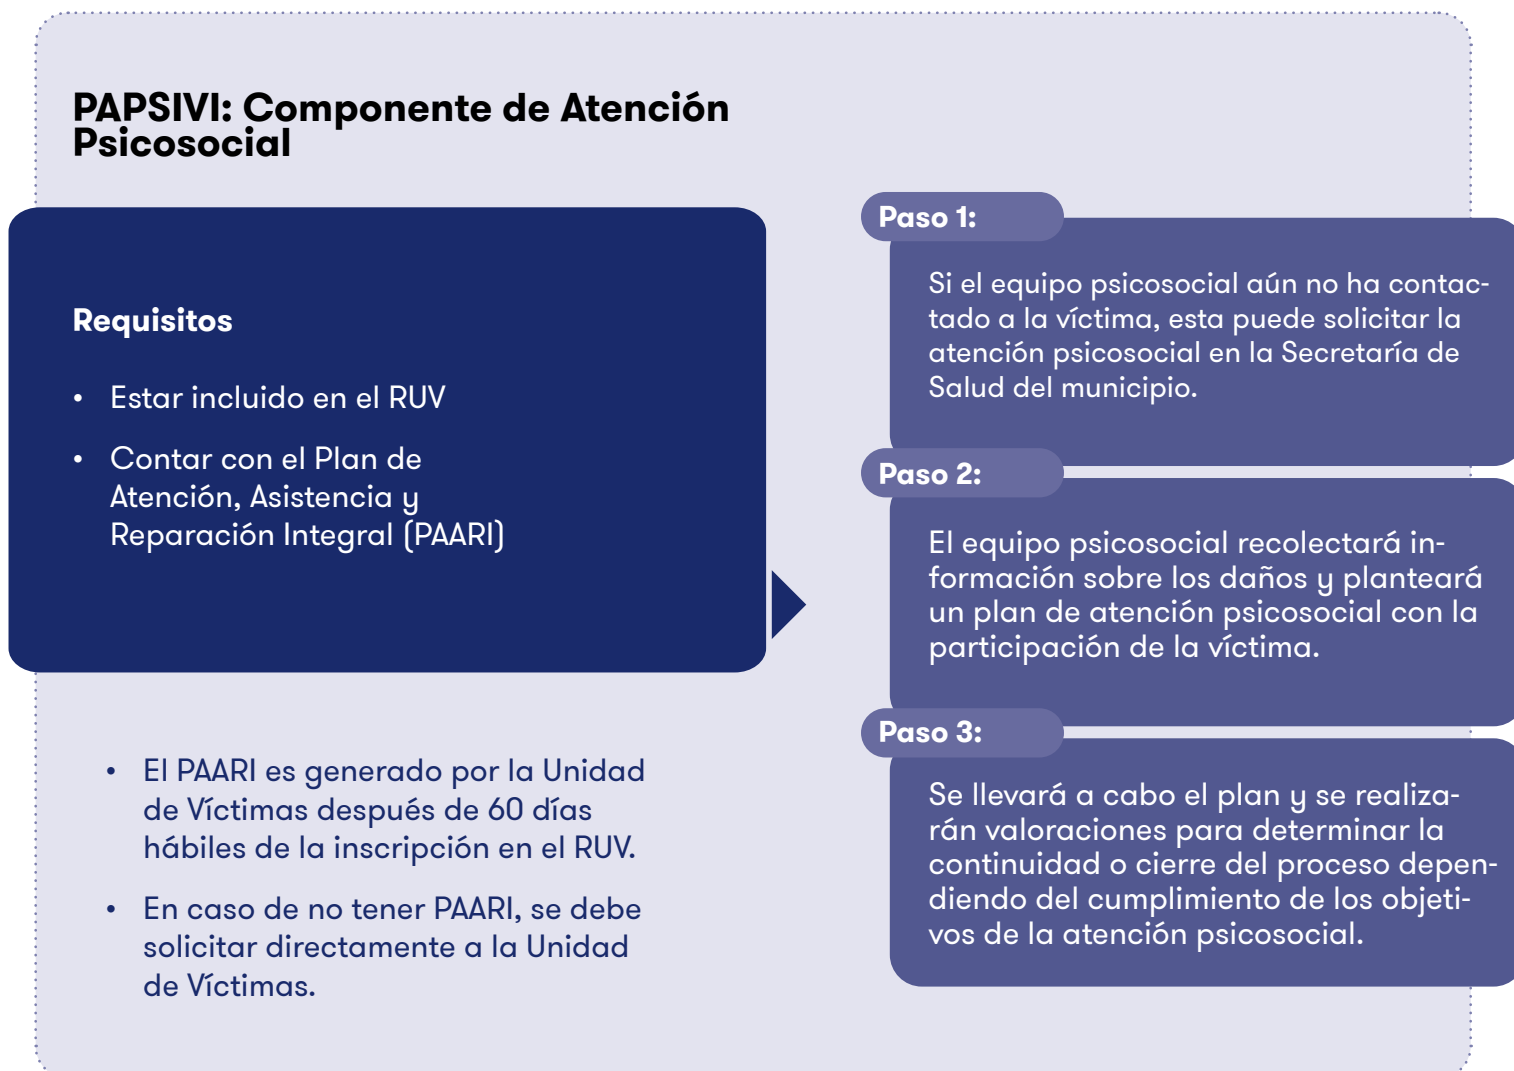 PAPSIVI: Componente de Atención
Psicosocial
Requisitos
• Estar incluido en el RUV
• Contar con el Plan de
Atención, Asistencia y
Reparación Integral (PAARI)
• El PAARI es generado por la Unidad
de Víctimas después de 60 días
hábiles de la inscripción en el RUV.
• En caso de no tener PAARI, se debe
solicitar directamente a la Unidad
de Víctimas.
Paso 1:
Si el equipo psicosocial aún no ha contac-
tado a la víctima, esta puede solicitar la
atención psicosocial en la Secretaría de
Salud del municipio.
Paso 2:
El equipo psicosocial recolectará in-
formación sobre los daños y planteará
un plan de atención psicosocial con la
participación de la víctima.
Paso 3:
Se llevará a cabo el plan y se realiza-
rán valoraciones para determinar la
continuidad o cierre del proceso depen-
diendo del cumplimiento de los objeti-
vos de la atención psicosocial.